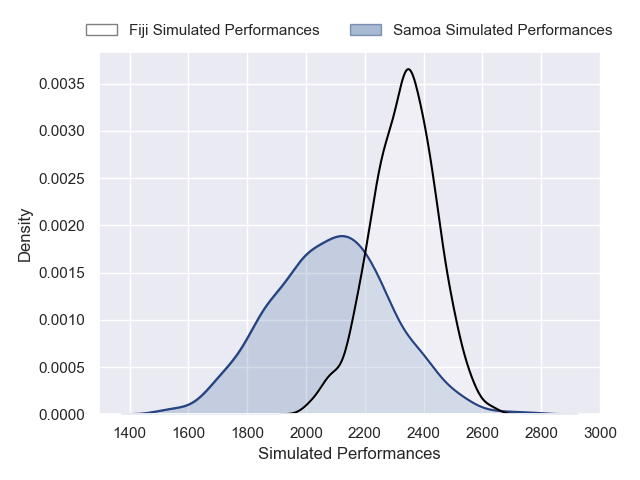 Fiji Simulated Performances Samoa Simulated Performances
0.0035
0.0030
0.0025
0.0020
0.0015
0.0010
0.0005
0.0000
Density
1400 1600 1800 2000 2200 2400 2600 2800 3000
Simulated Performances